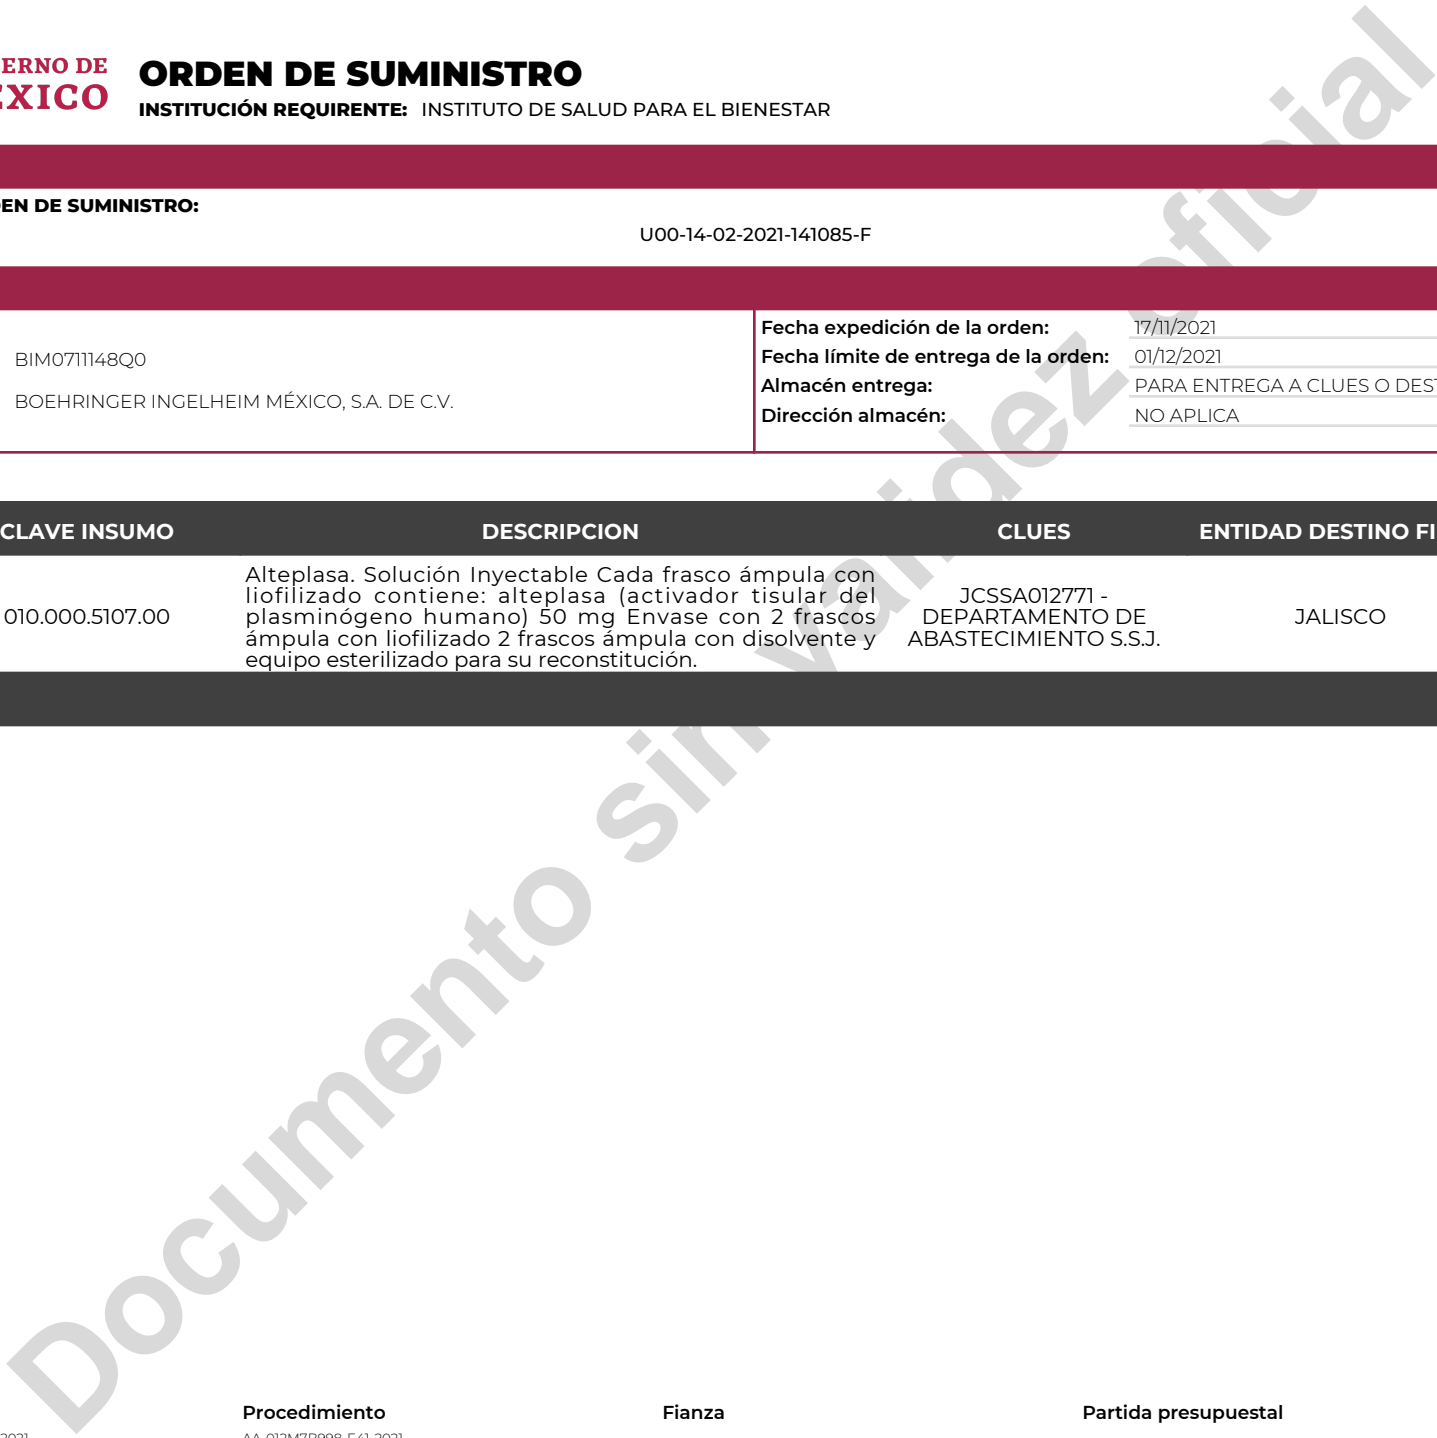 ERNO DE
ÉXICO
ORDEN DE SUMINISTRO
INSTITUCIÓN REQUIRENTE: INSTITUTO DE SALUD PARA EL BIENESTAR
EN DE SUMINISTRO:
U00-14-02-2021-141085-F
BIM0711148Q0
BOEHRINGER INGELHEIM MÉXICO, S.A. DE C.V.
Fecha expedición de la orden: 17/11/2021
Fecha límite de entrega de la orden: 01/12/2021
Almacén entrega: PARA ENTREGA A CLUES O DEST
Dirección almacén: NO APLICA
CLAVE INSUMO DESCRIPCION CLUES ENTIDAD DESTINO FI
010.000.5107.00
Alteplasa. Solución Inyectable Cada frasco ámpula con
liofilizado contiene: alteplasa (activador tisular del
plasminógeno humano) 50 mg Envase con 2 frascos
ámpula con liofilizado 2 frascos ámpula con disolvente y
equipo esterilizado para su reconstitución.
JCSSA012771 -
DEPARTAMENTO DE
ABASTECIMIENTO S.S.J.
JALISCO
Documento sin validez oficial
Procedimiento Fianza Partida presupuestal